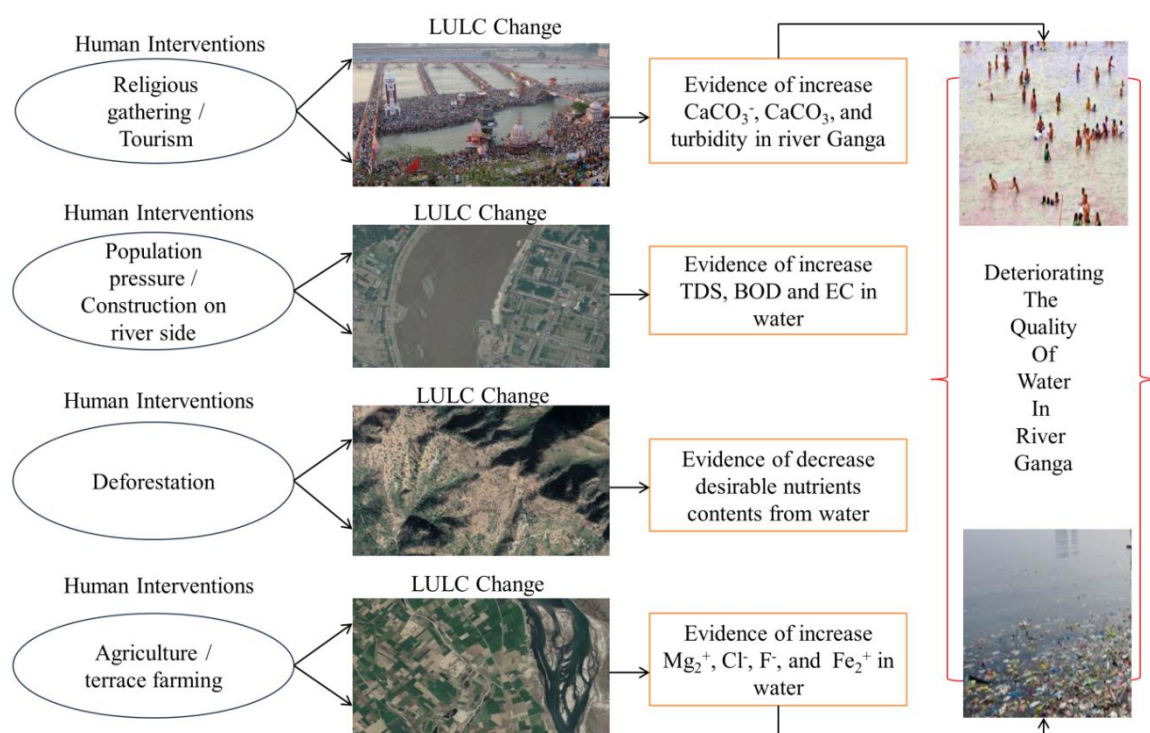 Human Interventions
LULC Change
Religious
gathering /
Tourism
Evidence of increase
CaCO₃⁻, CaCO₃, and
turbidity in river Ganga
Human Interventions
LULC Change
Population
pressure /
Construction on
river side
Evidence of increase
TDS, BOD and EC in
water
Human Interventions
LULC Change
Deforestation
Evidence of decrease
desirable nutrients
contents from water
Human Interventions
LULC Change
Agriculture /
terrace farming
Evidence of increase
Mg₂⁺, Cl⁻, F⁻, and Fe₂⁺ in
water
Deteriorating
The
Quality
Of
Water
In
River
Ganga